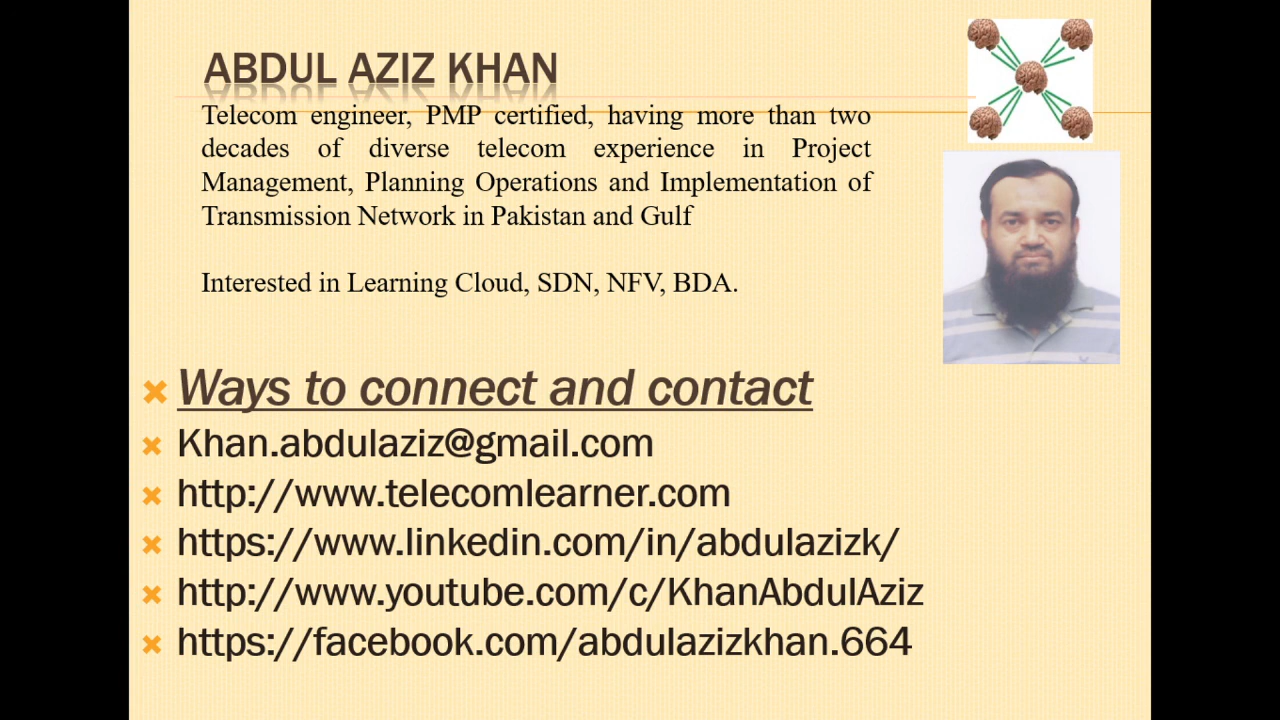 ABDUL AZIZ KHAN
Telecom engineer, PMP certified, having more than two
decades of diverse telecom experience in Project
Management, Planning Operations and Implementation of
Transmission Network in Pakistan and Gulf
Interested in Learning Cloud, SDN, NFV, BDA.
Ways to connect and contact
Khan.abdulaziz@gmail.com
http://www.telecomlearner.com
https://www.linkedin.com/in/abdulazizk/
http://www.youtube.com/c/KhanAbdulAziz
https://facebook.com/abdulazizkhan.664